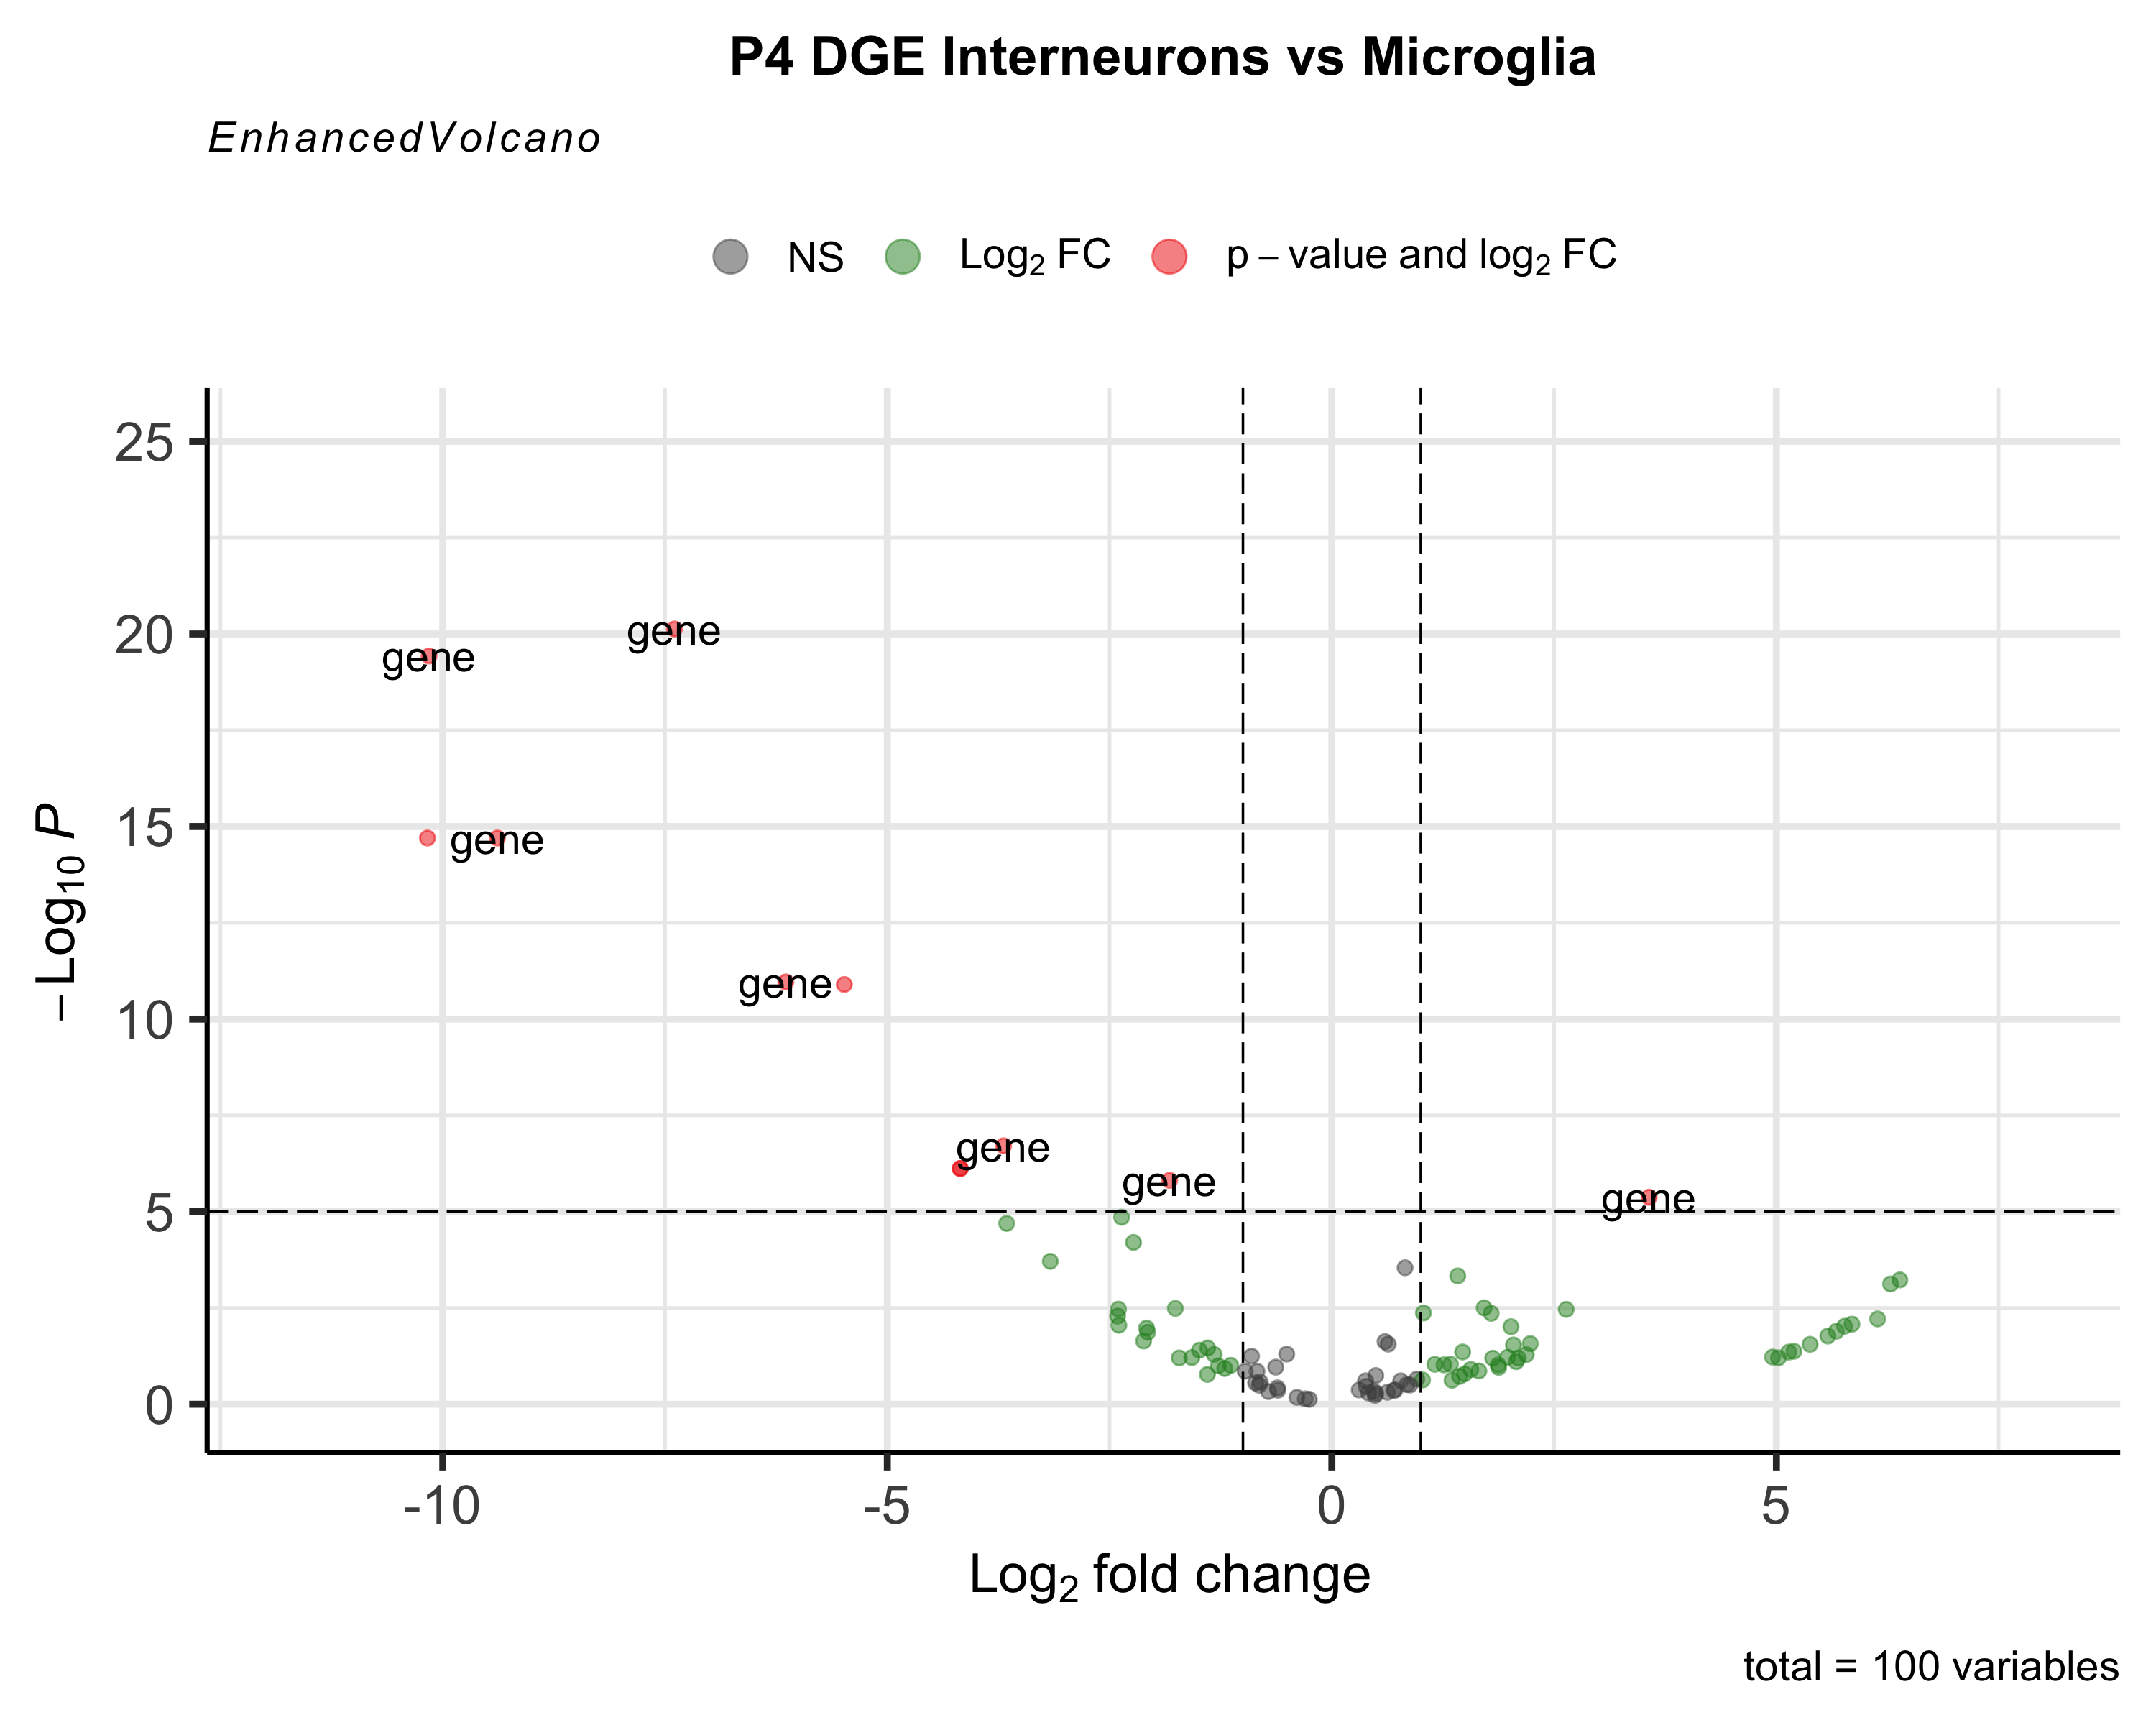 P4 DGE Interneurons vs Microglia
EnhancedVolcano
NS Log2 FC p – value and log2 FC
25
20
15
10
5
0
– Log10 P
gene
gene
gene
gene
gene
gene
gene
-10 -5 0 5
Log2 fold change
total = 100 variables